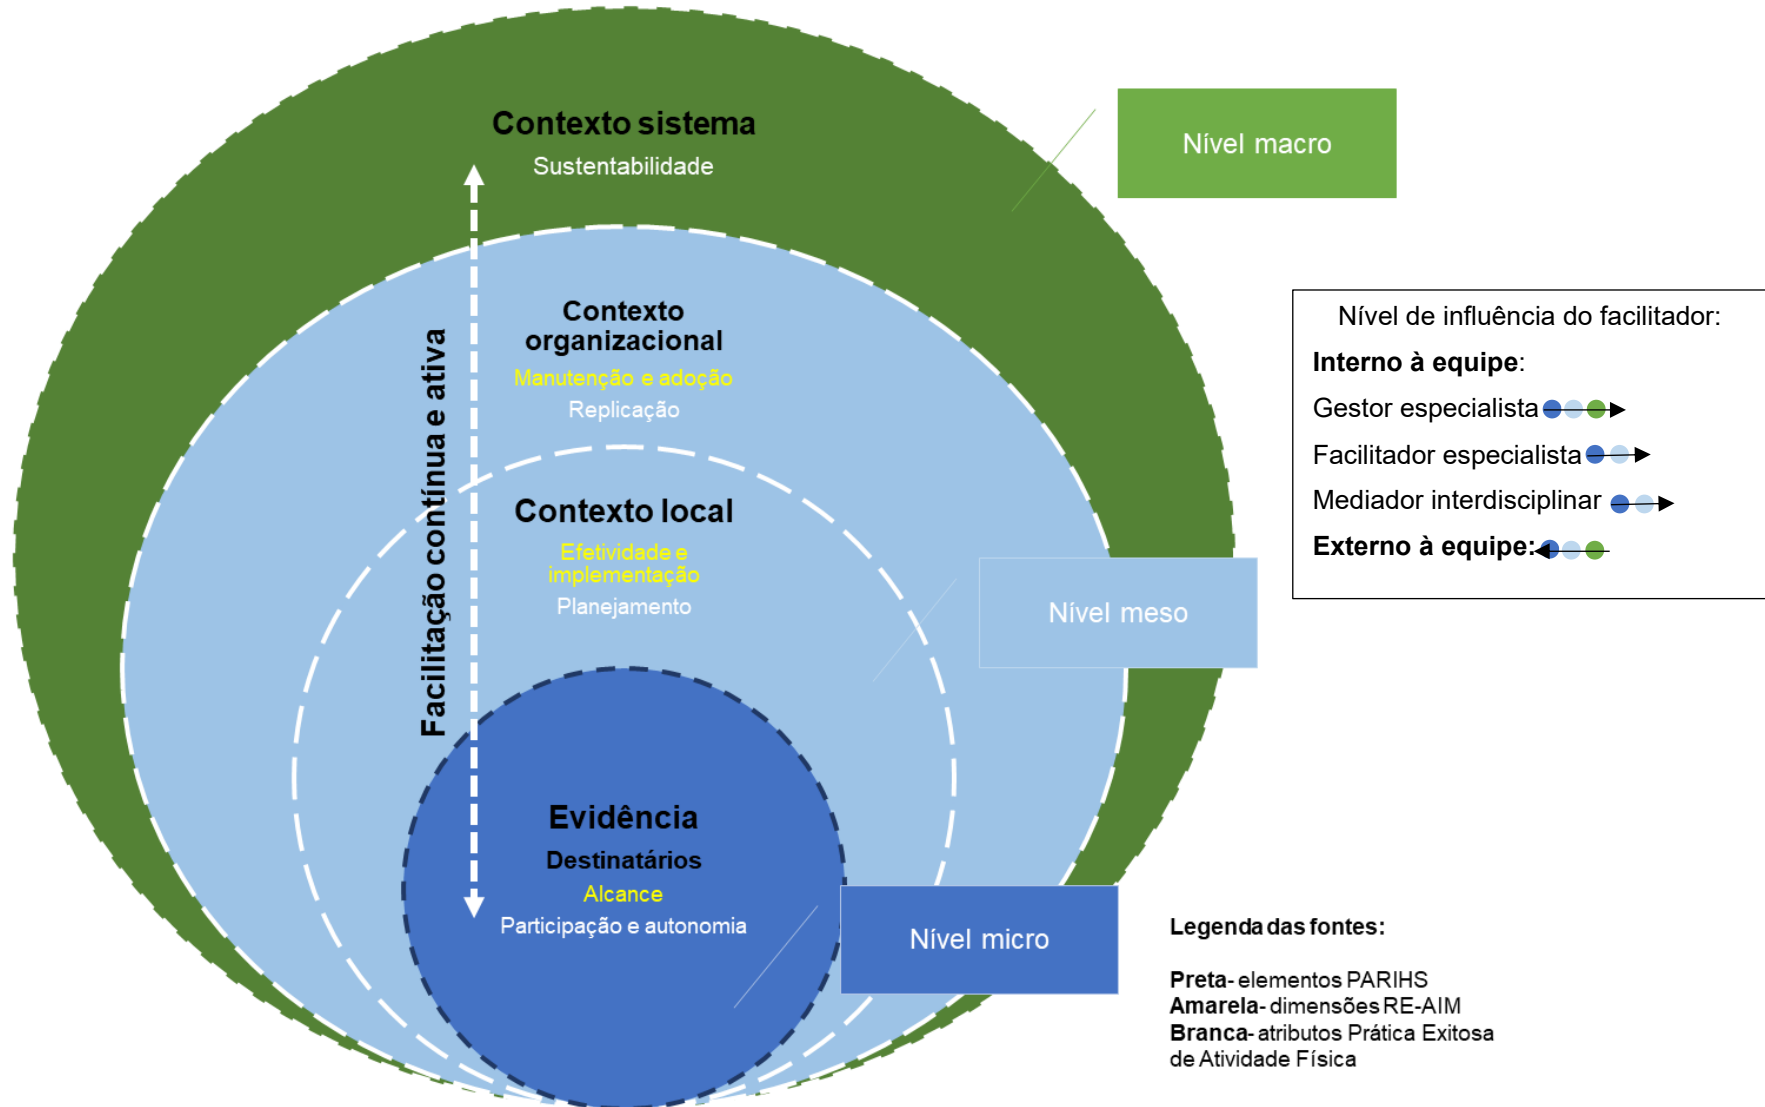 Contexto sistema
Sustentabilidade
Nível macro
Facilitação contínua e ativa
Contexto
organizacional
Manutenção e adoção
Replicação
Contexto local
Efetividade e
implementação
Planejamento
Nível meso
Evidência
Destinatários
Alcance
Participação e autonomia
Nível micro
Nível de influência do facilitador:
Interno à equipe:
Gestor especialista
Facilitador especialista
Mediador interdisciplinar
Externo à equipe:
Legenda das fontes:
Preta- elementos PARIHS
Amarela- dimensões RE-AIM
Branca- atributos Prática Exitosa
de Atividade Física